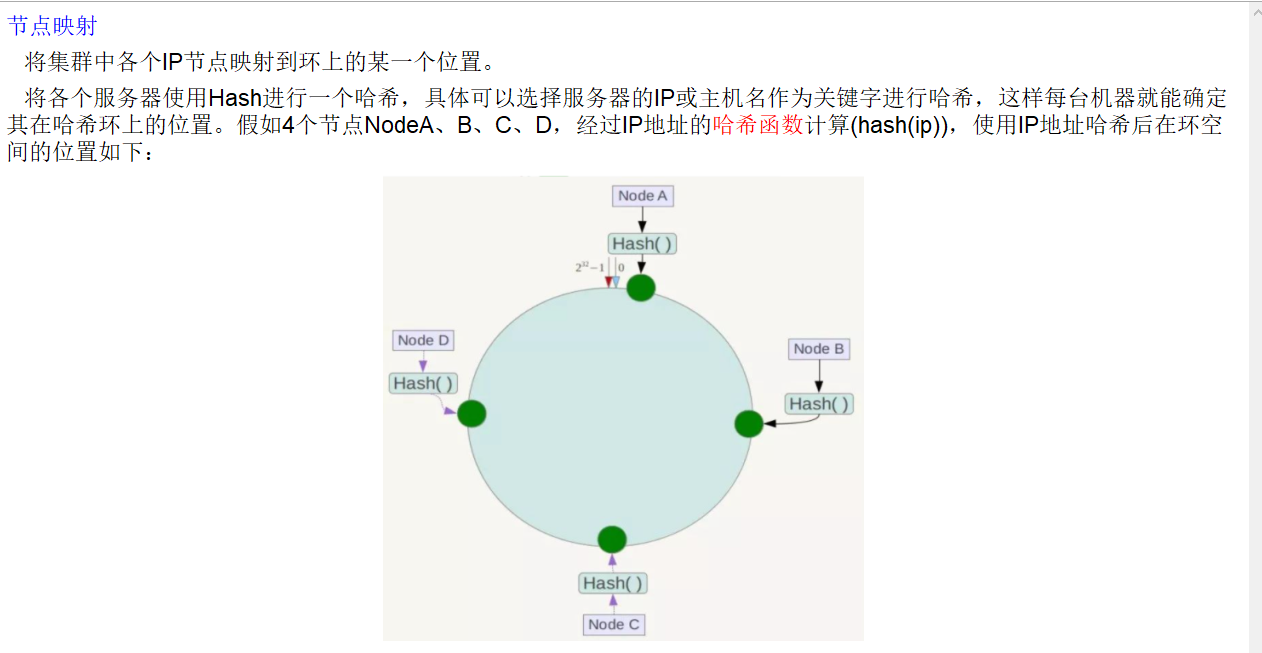 节点映射
将集群中各个IP节点映射到环上的某一个位置。
将各个服务器使用Hash进行一个哈希，具体可以选择服务器的IP或主机名作为关键字进行哈希，这样每台机器就能确定
其在哈希环上的位置。假如4个节点NodeA、B、C、D，经过IP地址的哈希函数计算(hash(ip))，使用IP地址哈希后在环空
间的位置如下：
Node A
Hash( )
2³²−1 0
Node D
Hash( )
Node B
Hash( )
Hash( )
Node C